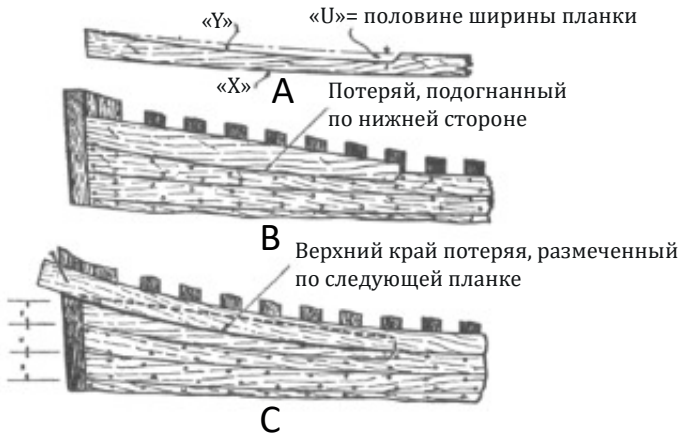 «Y»
«U»= половине ширины планки
«X»
A
Потеряй, подогнанный
по нижней стороне
B
Верхний край потеряя, размеченный
по следующей планке
C